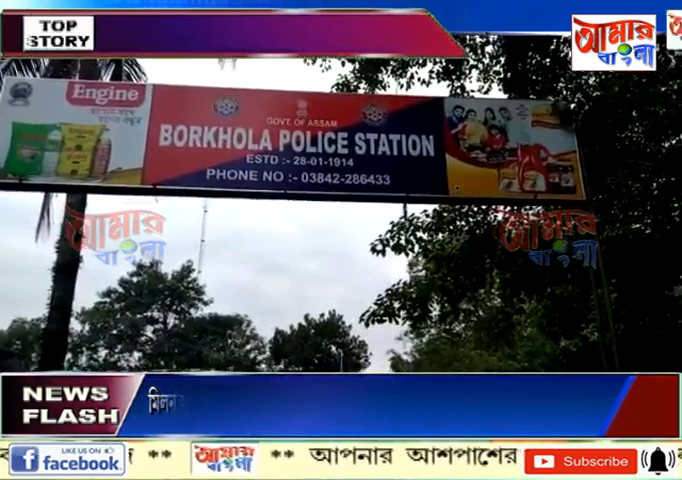 TOP
STORY
আমার
বাংলা
Engine
GOVT. OF ASSAM
BORKHOLA POLICE STATION
ESTD :- 28-01-1914
PHONE NO :- 03842-286433
আমার
বাংলা
আমার
বাংলা
NEWS
FLASH
LIKE US ON
facebook
** আমার বাংলা ** আপনার আশপাশের
Subscribe